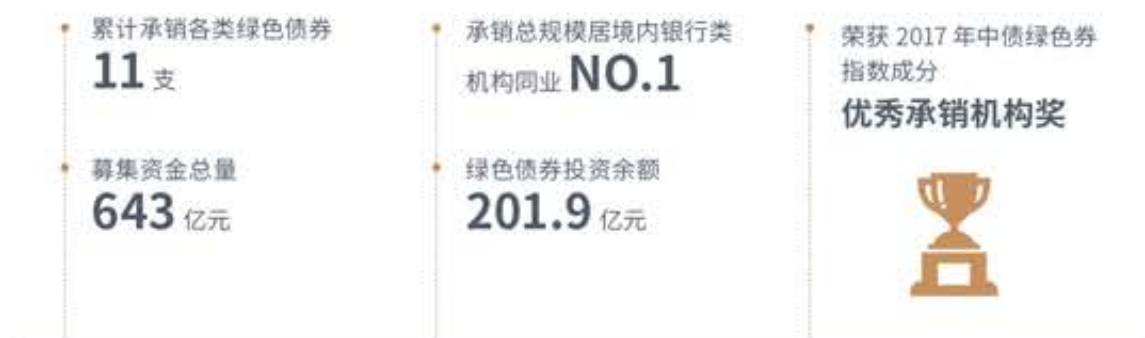 累计承销各类绿色债券
11 支
募集资金总量
643 亿元
承销总规模居境内银行类
机构同业 NO.1
绿色债券投资余额
201.9 亿元
荣获 2017 年中债绿色券
指数成分
优秀承销机构奖